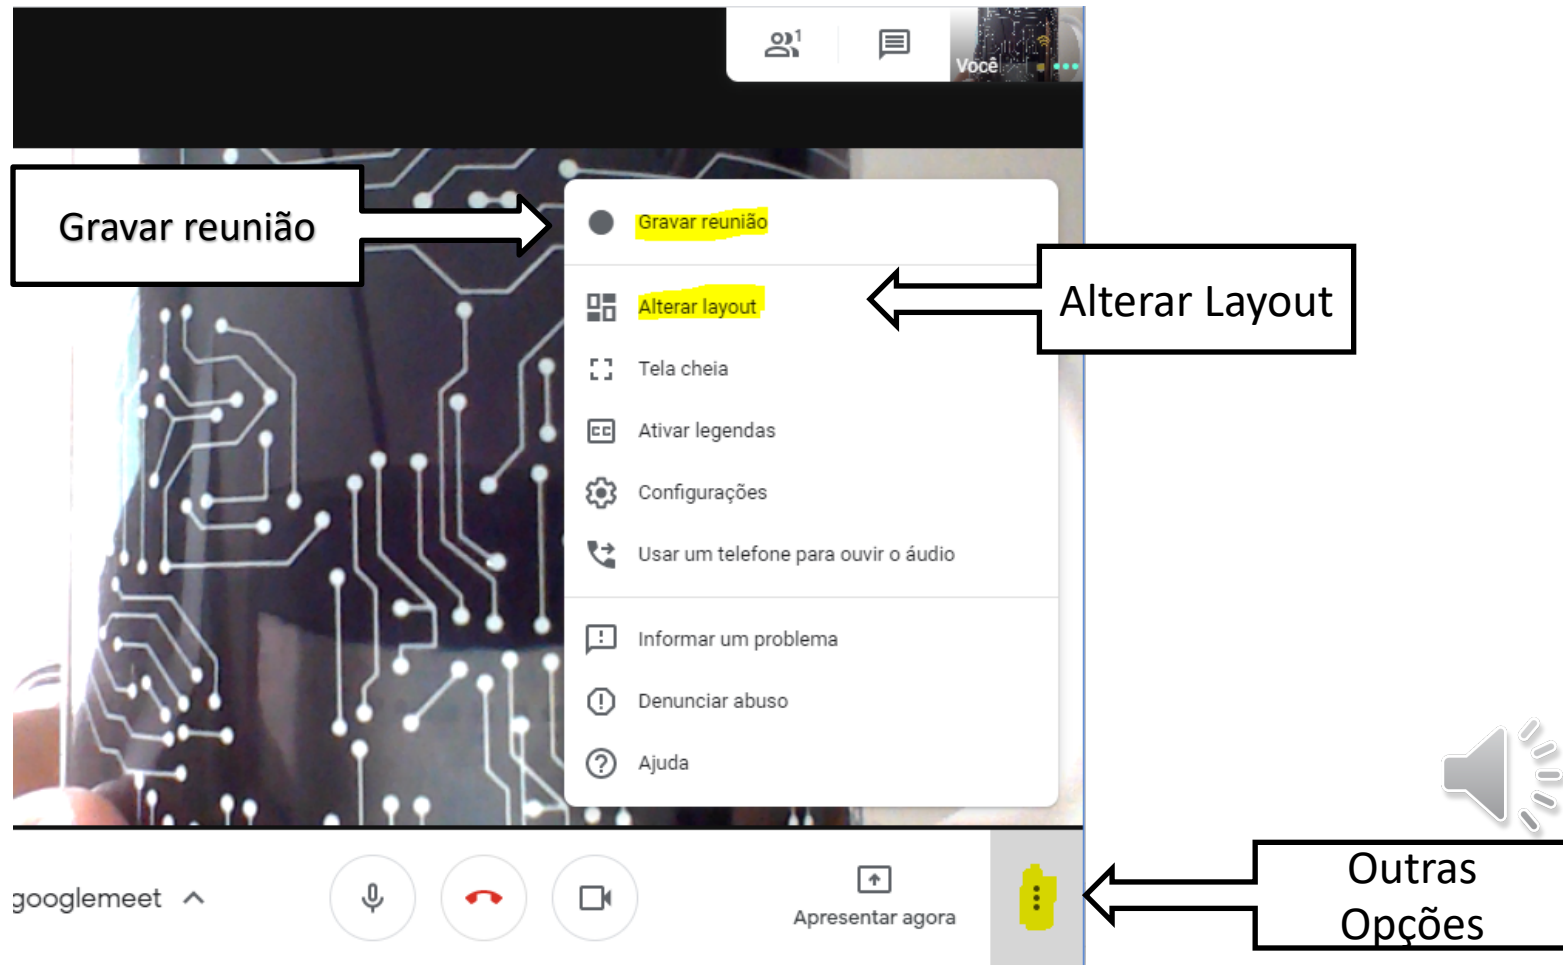 1
Você
Gravar reunião
Gravar reunião
Alterar layout
Alterar Layout
Tela cheia
Ativar legendas
Configurações
Usar um telefone para ouvir o áudio
Informar um problema
Denunciar abuso
Ajuda
googlemeet
Apresentar agora
Outras
Opções